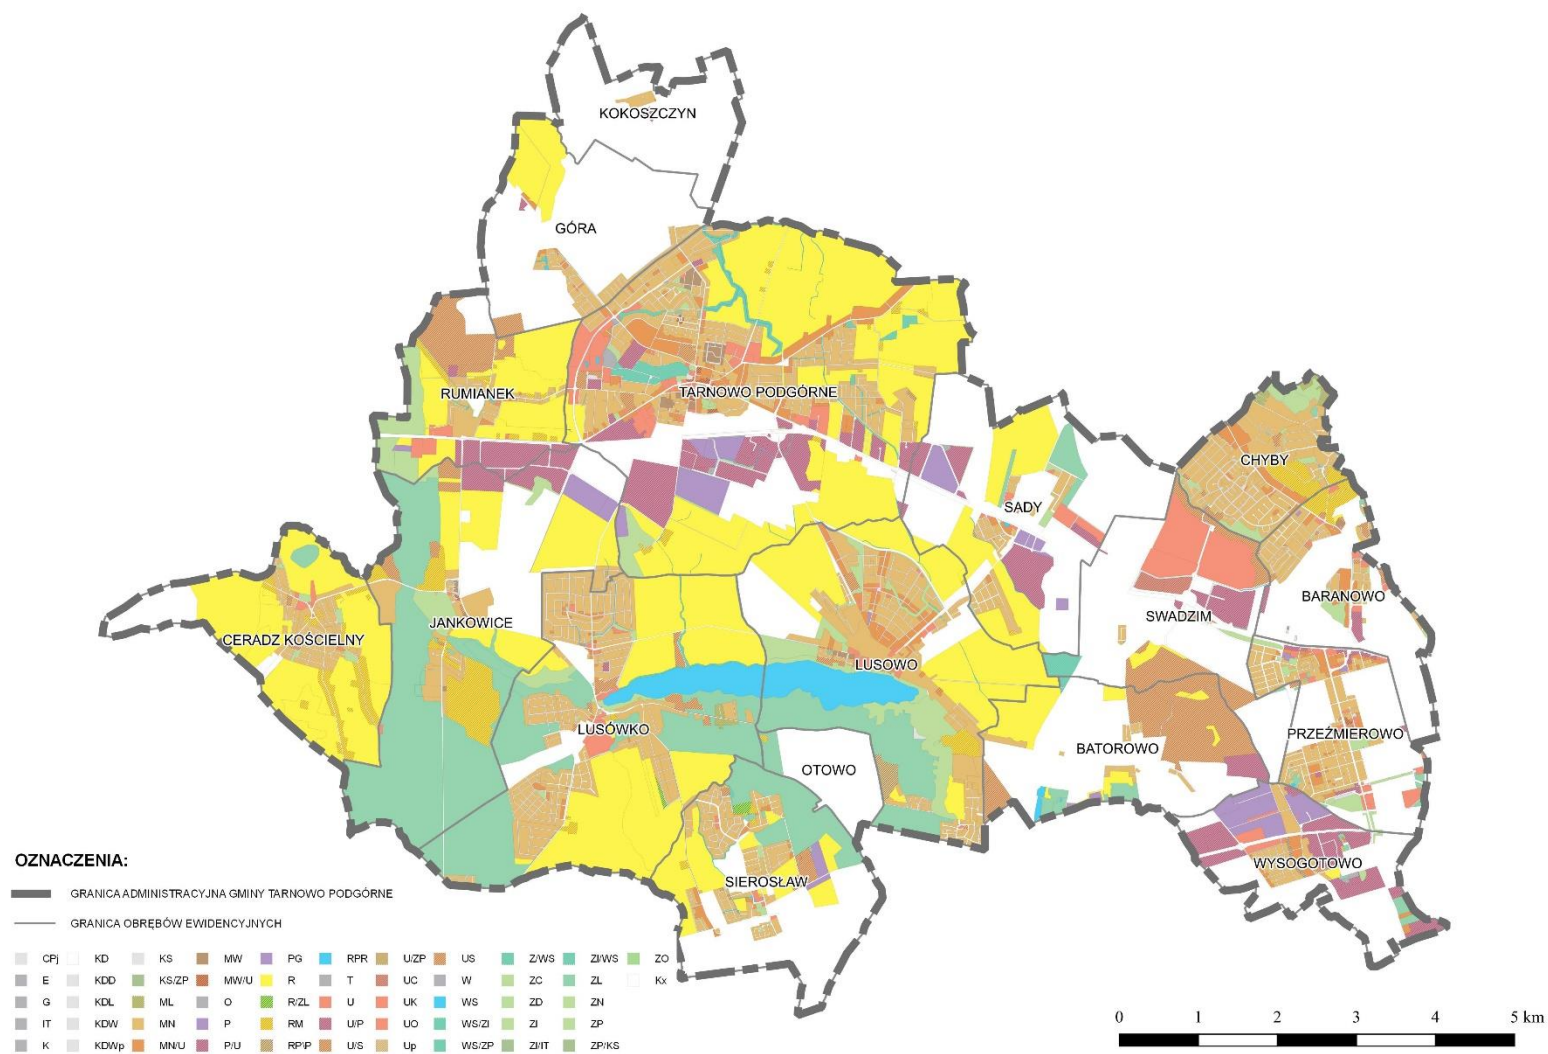 KOKOSZCZYN
GÓRA
RUMIANEK
TARNOWO PODGÓRNE
CHYBY
SADY
BARANOWO
SWADZIM
CERADZ KOŚCIELNY
JANKOWICE
LUSOWO
LUSÓWKO
PRZEŹMIEROWO
BATOROWO
OTOWO
WYSOGOTOWO
SIEROSŁAW
OZNACZENIA:
GRANICA ADMINISTRACYJNA GMINY TARNOWO PODGÓRNE
GRANICA OBRĘBÓW EWIDENCYJNYCH
CPj KD KS MW PG RPR U/ZP US Z/WS ZI/WS ZO
E KDD KS/ZP MW/U R T UC W ZC ZL Kx
G KDL ML O R/ZL U UK WS ZD ZN
IT KDW MN P RM U/P UO WS/ZI ZI ZP
K KDWp MN/U P/U RP\P U/S Up WS/ZP ZI/IT ZP/KS
0 1 2 3 4 5 km